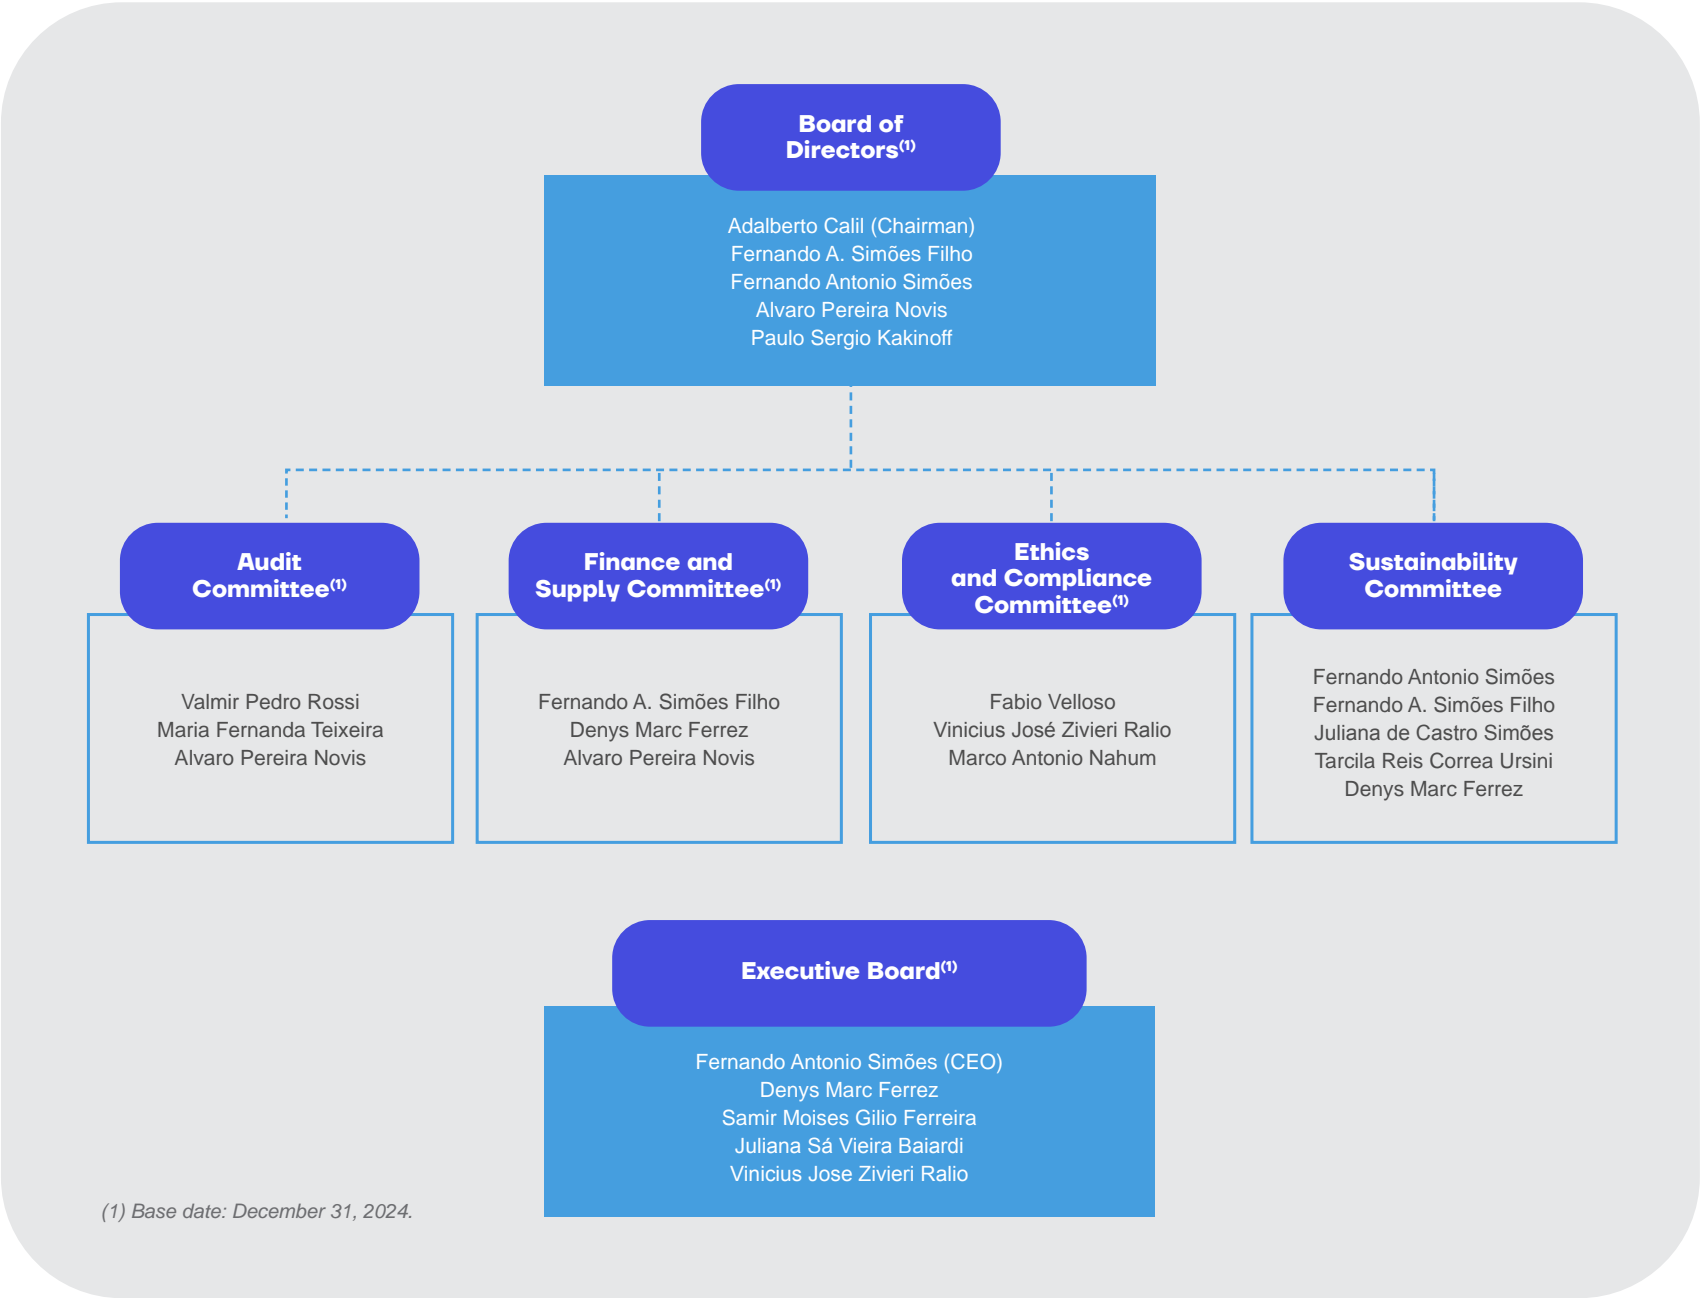 Board of
Directors(1)
Adalberto Calil (Chairman)
Fernando A. Simões Filho
Fernando Antonio Simões
Alvaro Pereira Novis
Paulo Sergio Kakinoff
Audit
Committee(1)
Valmir Pedro Rossi
Maria Fernanda Teixeira
Alvaro Pereira Novis
Finance and
Supply Committee(1)
Fernando A. Simões Filho
Denys Marc Ferrez
Alvaro Pereira Novis
Ethics
and Compliance
Committee(1)
Fabio Velloso
Vinicius José Zivieri Ralio
Marco Antonio Nahum
Sustainability
Committee
Fernando Antonio Simões
Fernando A. Simões Filho
Juliana de Castro Simões
Tarcila Reis Correa Ursini
Denys Marc Ferrez
Executive Board(1)
Fernando Antonio Simões (CEO)
Denys Marc Ferrez
Samir Moises Gilio Ferreira
Juliana Sá Vieira Baiardi
Vinicius Jose Zivieri Ralio
(1) Base date: December 31, 2024.